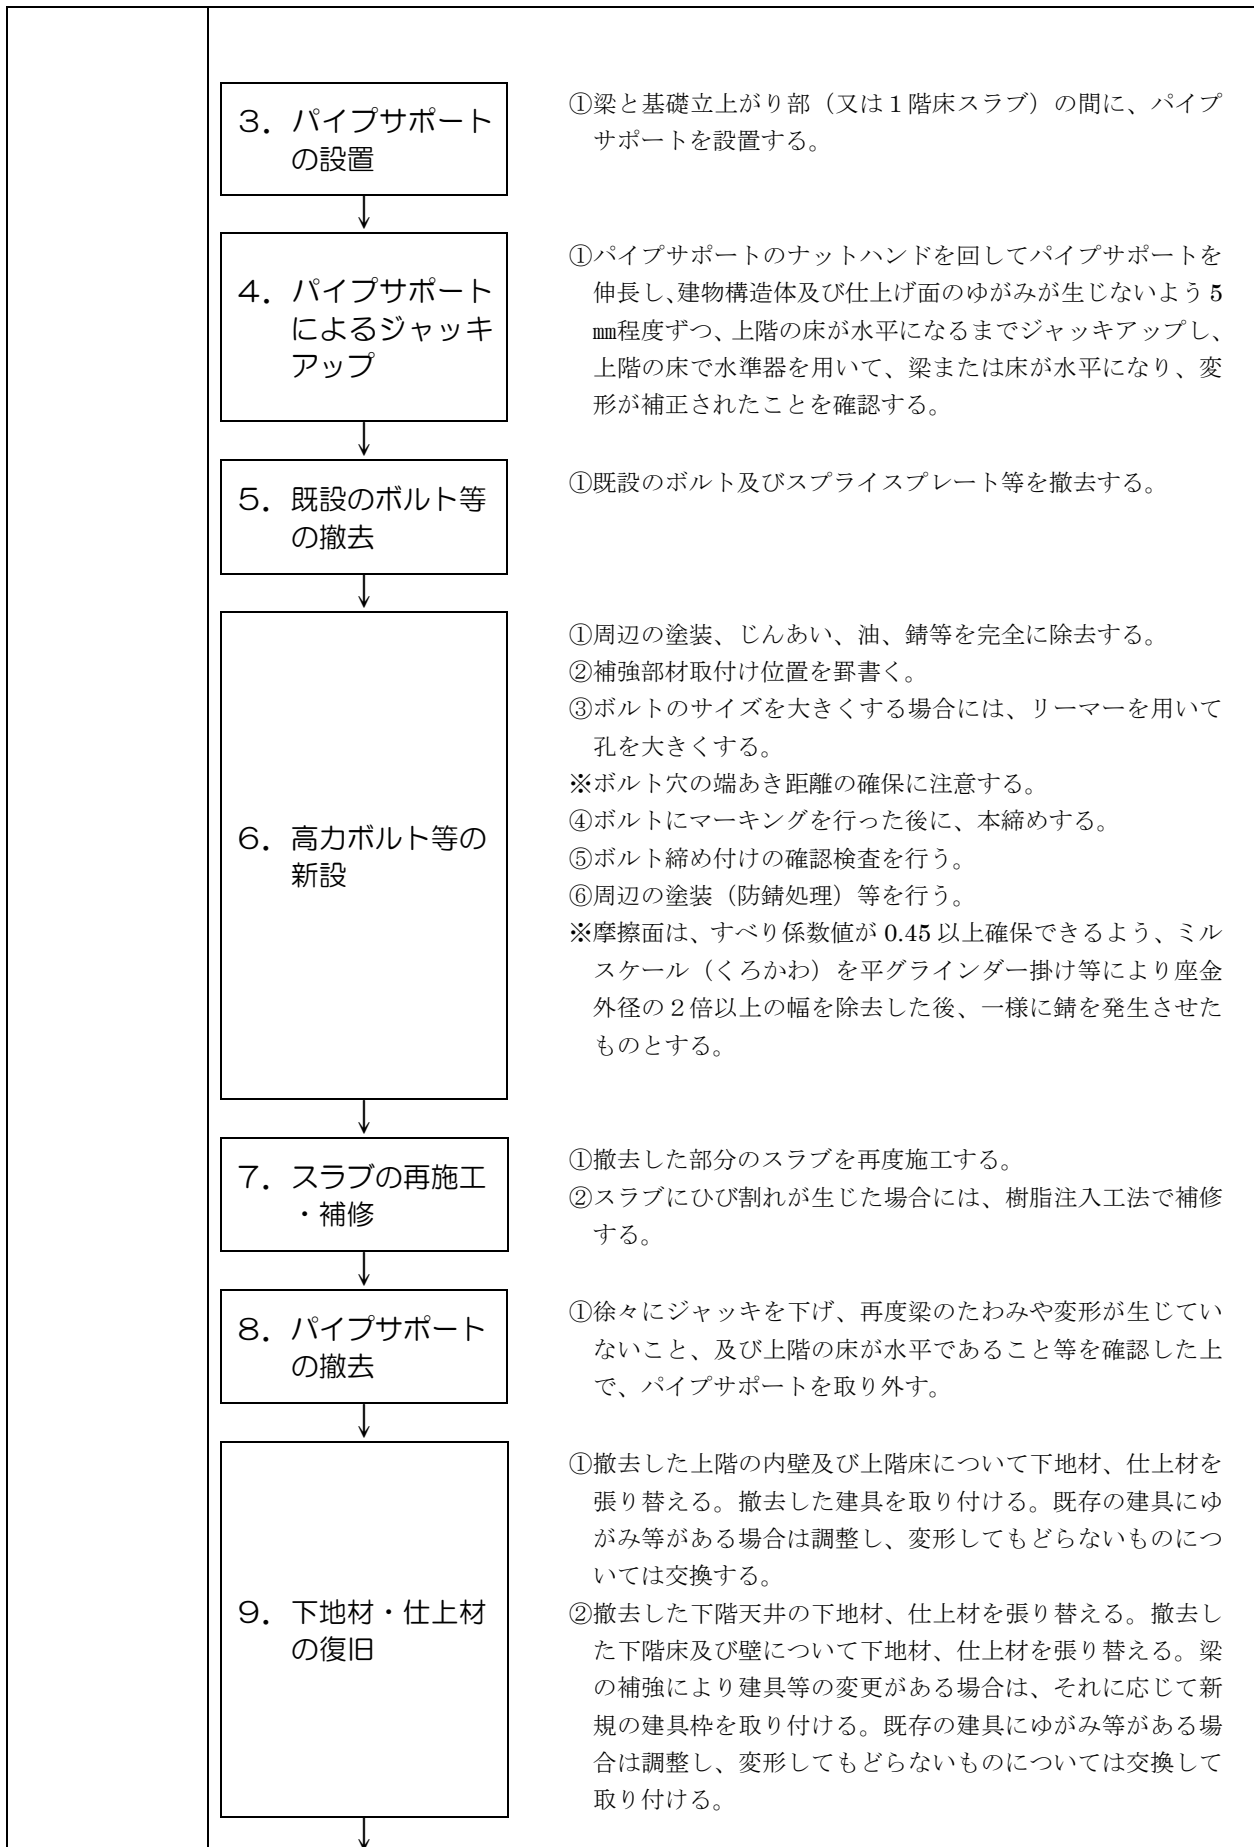 3．パイプサポート
の設置
①梁と基礎立上がり部（又は１階床スラブ）の間に、パイプ
サポートを設置する。
4．パイプサポート
によるジャッキ
アップ
①パイプサポートのナットハンドを回してパイプサポートを
伸長し、建物構造体及び仕上げ面のゆがみが生じないよう 5
㎜程度ずつ、上階の床が水平になるまでジャッキアップし、
上階の床で水準器を用いて、梁または床が水平になり、変
形が補正されたことを確認する。
5．既設のボルト等
の撤去
①既設のボルト及びスプライスプレート等を撤去する。
6．高力ボルト等の
新設
①周辺の塗装、じんあい、油、錆等を完全に除去する。
②補強部材取付け位置を罫書く。
③ボルトのサイズを大きくする場合には、リーマーを用いて
孔を大きくする。
※ボルト穴の端あき距離の確保に注意する。
④ボルトにマーキングを行った後に、本締めする。
⑤ボルト締め付けの確認検査を行う。
⑥周辺の塗装（防錆処理）等を行う。
※摩擦面は、すべり係数値が 0.45 以上確保できるよう、ミル
スケール（くろかわ）を平グラインダー掛け等により座金
外径の２倍以上の幅を除去した後、一様に錆を発生させた
ものとする。
7．スラブの再施工
・補修
①撤去した部分のスラブを再度施工する。
②スラブにひび割れが生じた場合には、樹脂注入工法で補修
する。
8．パイプサポート
の撤去
①徐々にジャッキを下げ、再度梁のたわみや変形が生じてい
ないこと、及び上階の床が水平であること等を確認した上
で、パイプサポートを取り外す。
9．下地材・仕上材
の復旧
①撤去した上階の内壁及び上階床について下地材、仕上材を
張り替える。撤去した建具を取り付ける。既存の建具にゆ
がみ等がある場合は調整し、変形してもどらないものにつ
いては交換する。
②撤去した下階天井の下地材、仕上材を張り替える。撤去し
た下階床及び壁について下地材、仕上材を張り替える。梁
の補強により建具等の変更がある場合は、それに応じて新
規の建具枠を取り付ける。既存の建具にゆがみ等がある場
合は調整し、変形してもどらないものについては交換して
取り付ける。